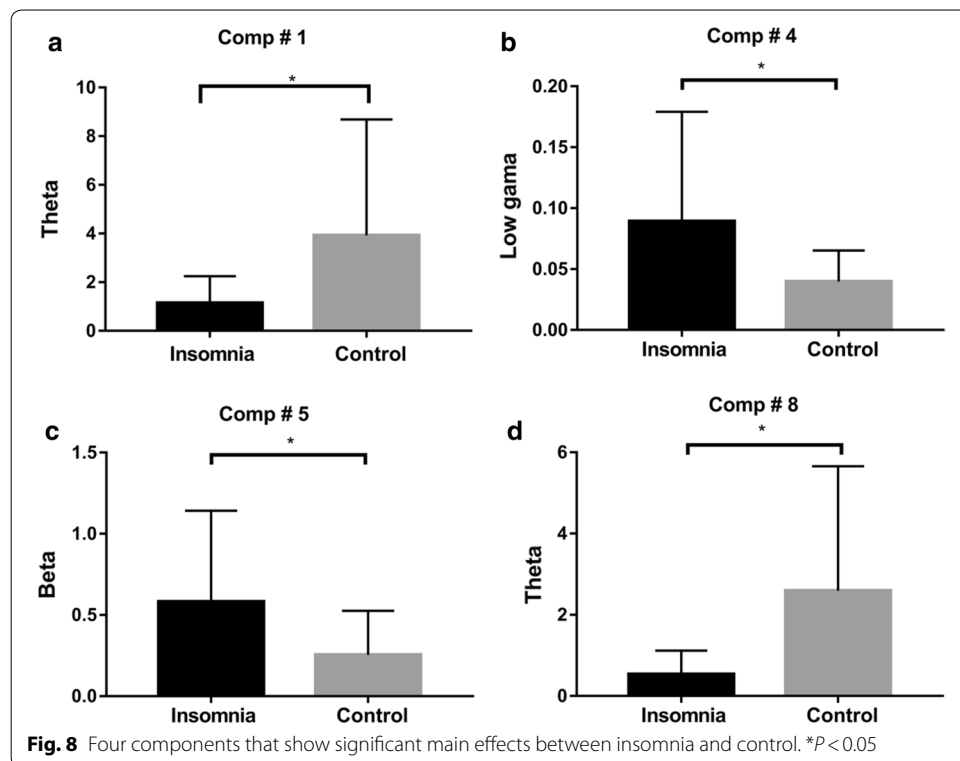 a
Comp # 1
*
10
8
6
4
2
0
Theta
Insomnia Control
b
Comp # 4
*
0.20
0.15
0.10
0.05
0.00
Low gama
Insomnia Control
c
Comp # 5
*
1.5
1.0
0.5
0.0
Beta
Insomnia Control
d
Comp # 8
*
6
4
2
0
Theta
Insomnia Control
Fig. 8 Four components that show significant main effects between insomnia and control. *P < 0.05